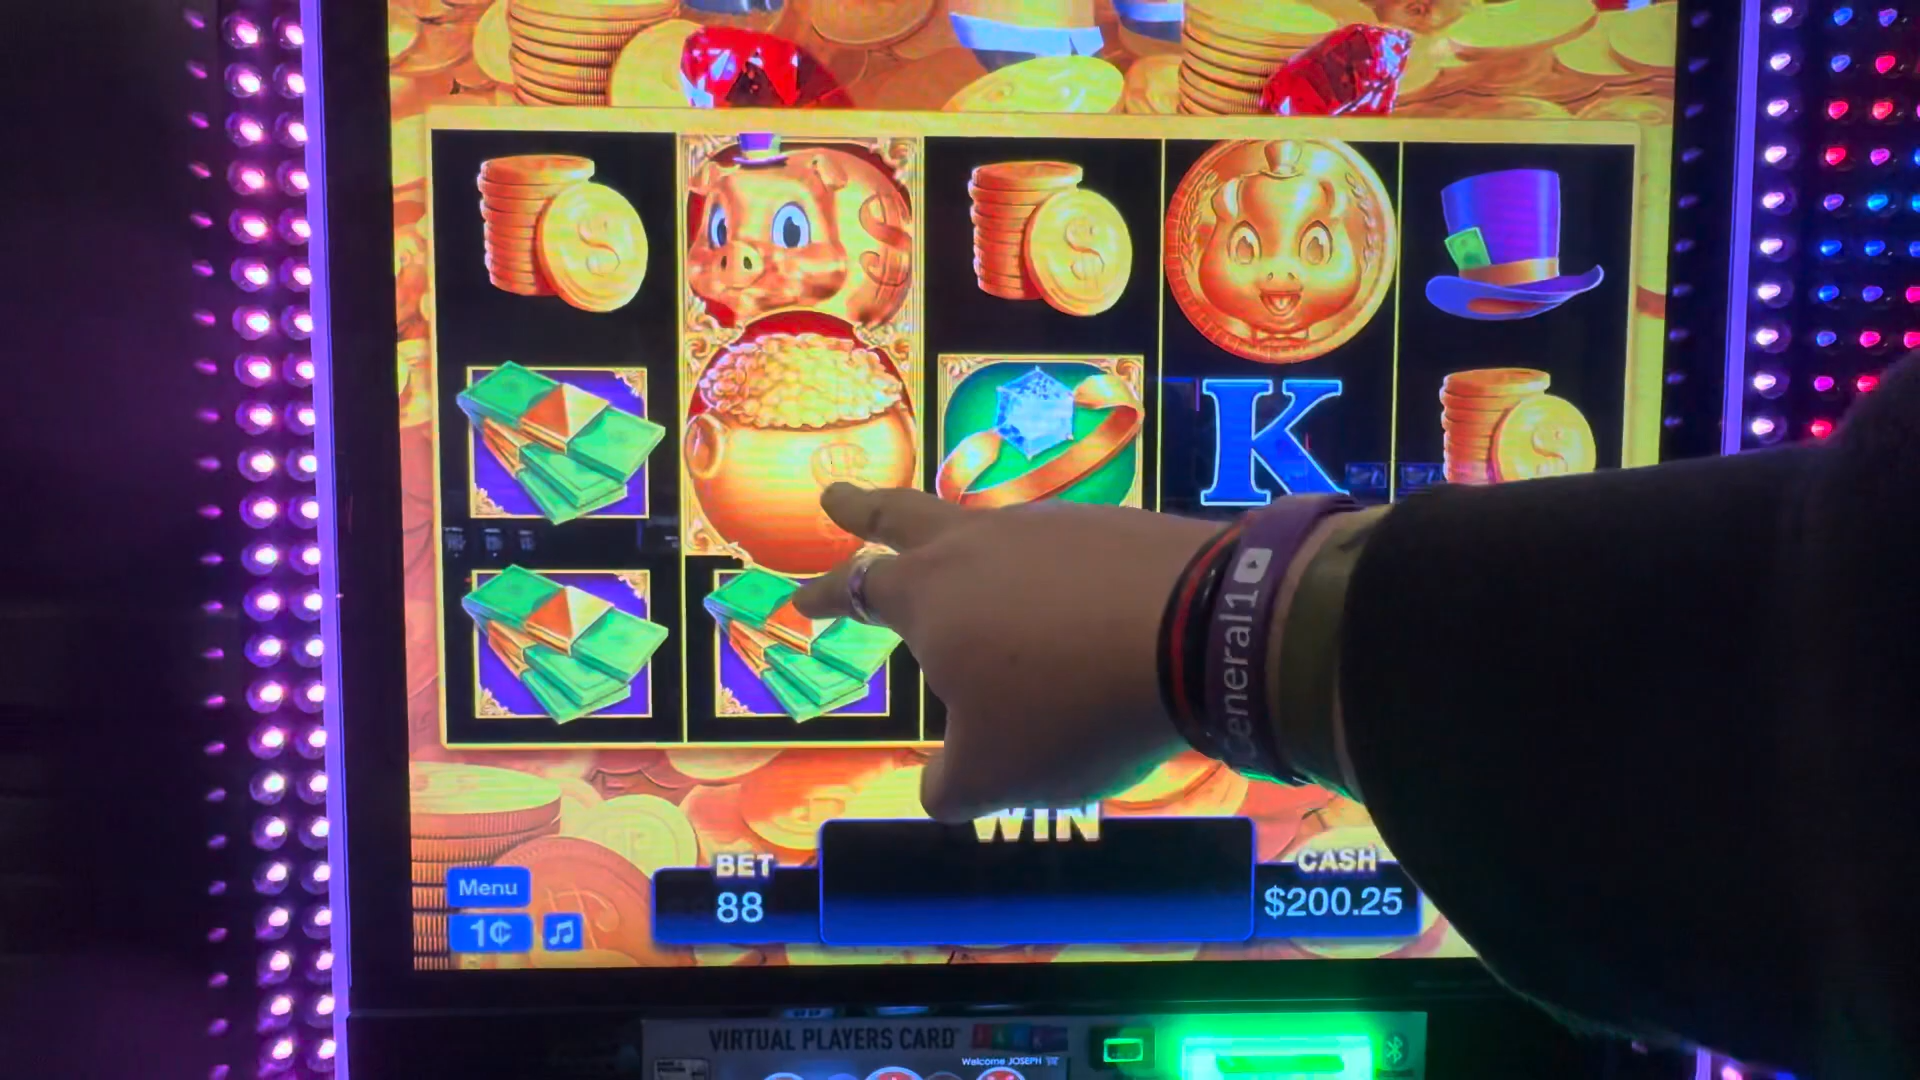 K
WIN
BET
CASH
88
$200.25
Menu
1¢
General1
VIRTUAL PLAYERS CARD
Welcome JOSEPH